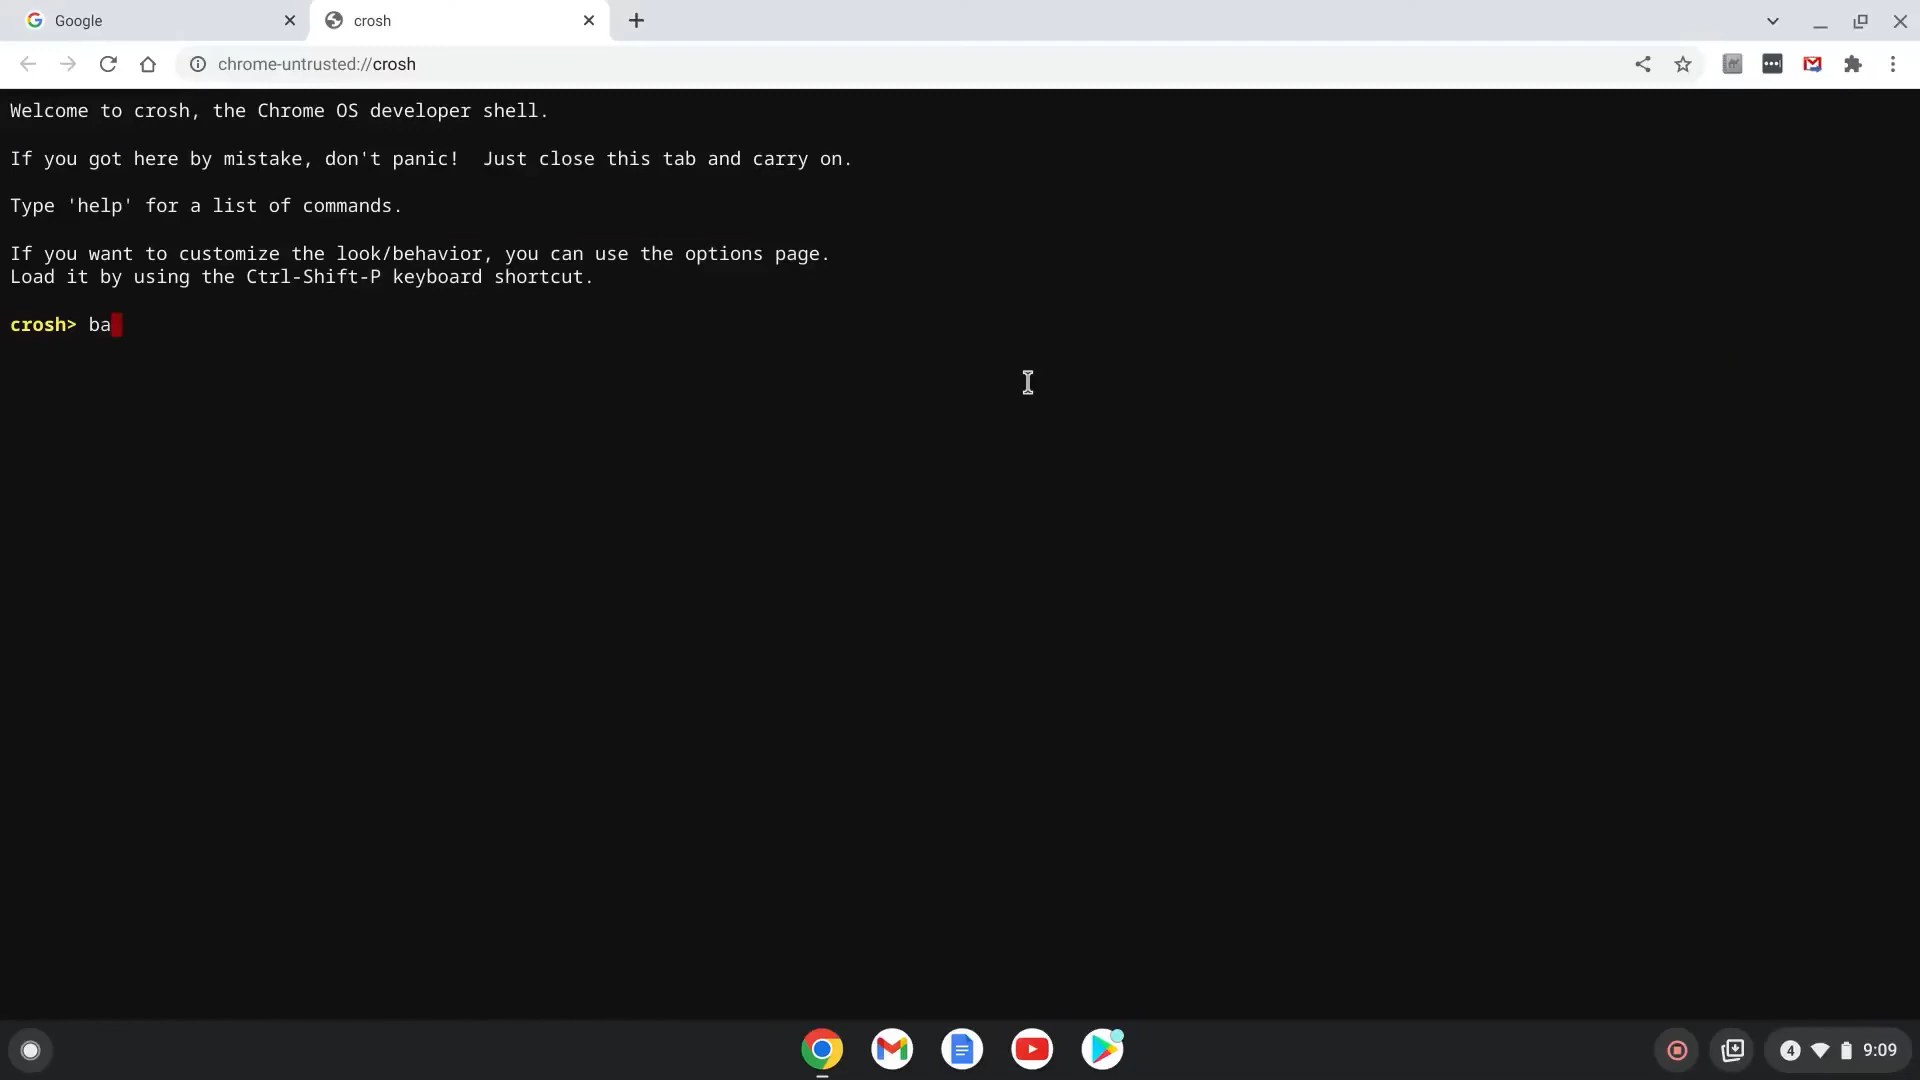 Google
crosh
chrome-untrusted://crosh
Welcome to crosh, the Chrome OS developer shell.
If you got here by mistake, don't panic!  Just close this tab and carry on.
Type 'help' for a list of commands.
If you want to customize the look/behavior, you can use the options page.
Load it by using the Ctrl-Shift-P keyboard shortcut.
crosh> ba
4 9:09